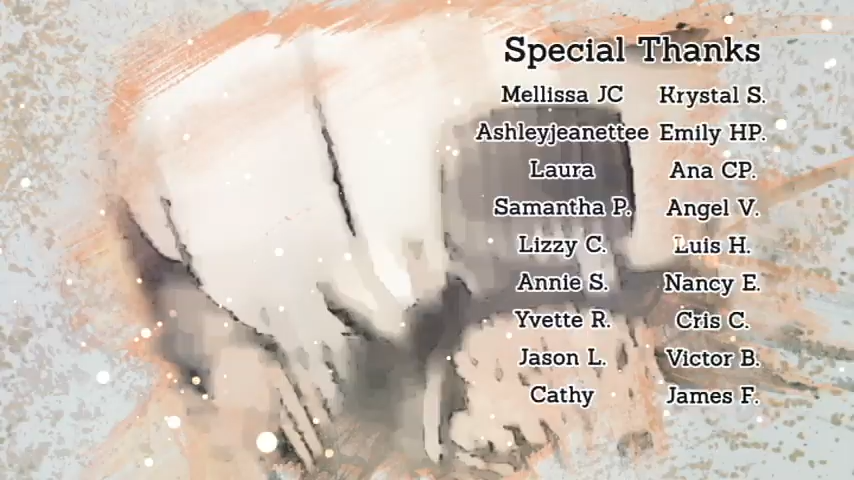 Special Thanks
Mellissa JC Krystal S.
Ashleyjeanettee Emily HP.
Laura Ana CP.
Samantha P. Angel V.
Lizzy C. Luis H.
Annie S. Nancy E.
Yvette R. Cris C.
Jason L. Victor B.
Cathy James F.